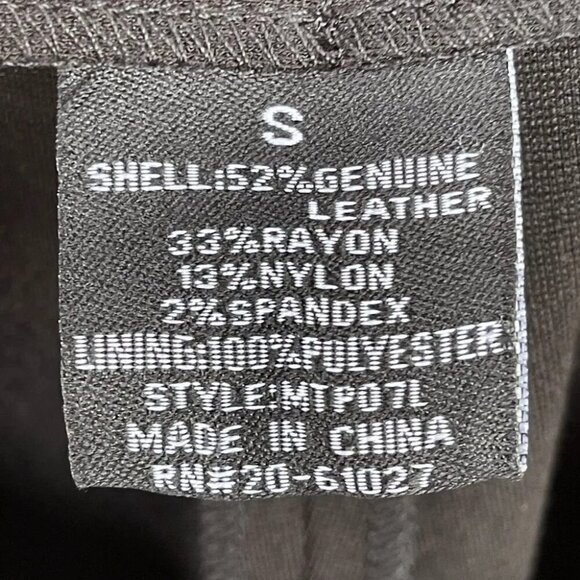 S
SHELL:52%GENUINE
LEATHER
33%RAYON
13%NYLON
2%SPANDEX
LINING:100%POLYESTER
STYLE:MTP07L
MADE IN CHINA
RN#20-61027